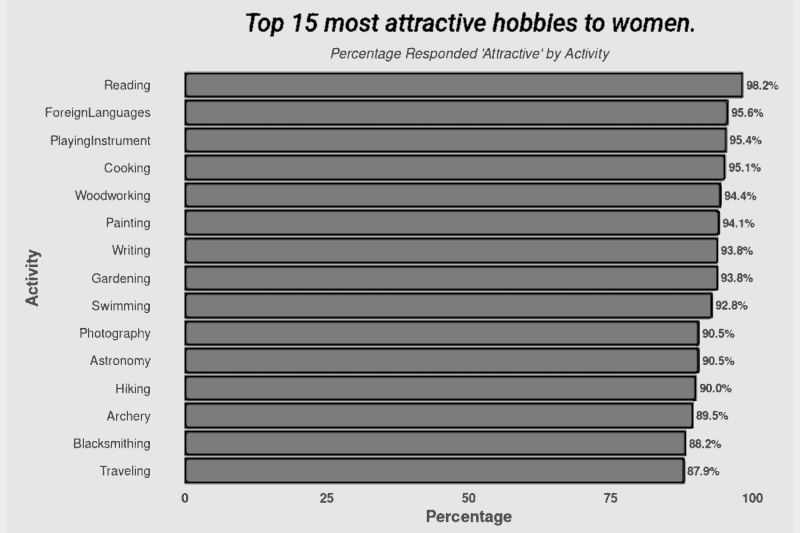 Top 15 most attractive hobbies to women.
Percentage Responded 'Attractive' by Activity
Reading 98.2%
ForeignLanguages 95.6%
PlayingInstrument 95.4%
Cooking 95.1%
Woodworking 94.4%
Painting 94.1%
Writing 93.8%
Gardening 93.8%
Swimming 92.8%
Photography 90.5%
Astronomy 90.5%
Hiking 90.0%
Archery 89.5%
Blacksmithing 88.2%
Traveling 87.9%
Activity
0 25 50 75 100
Percentage